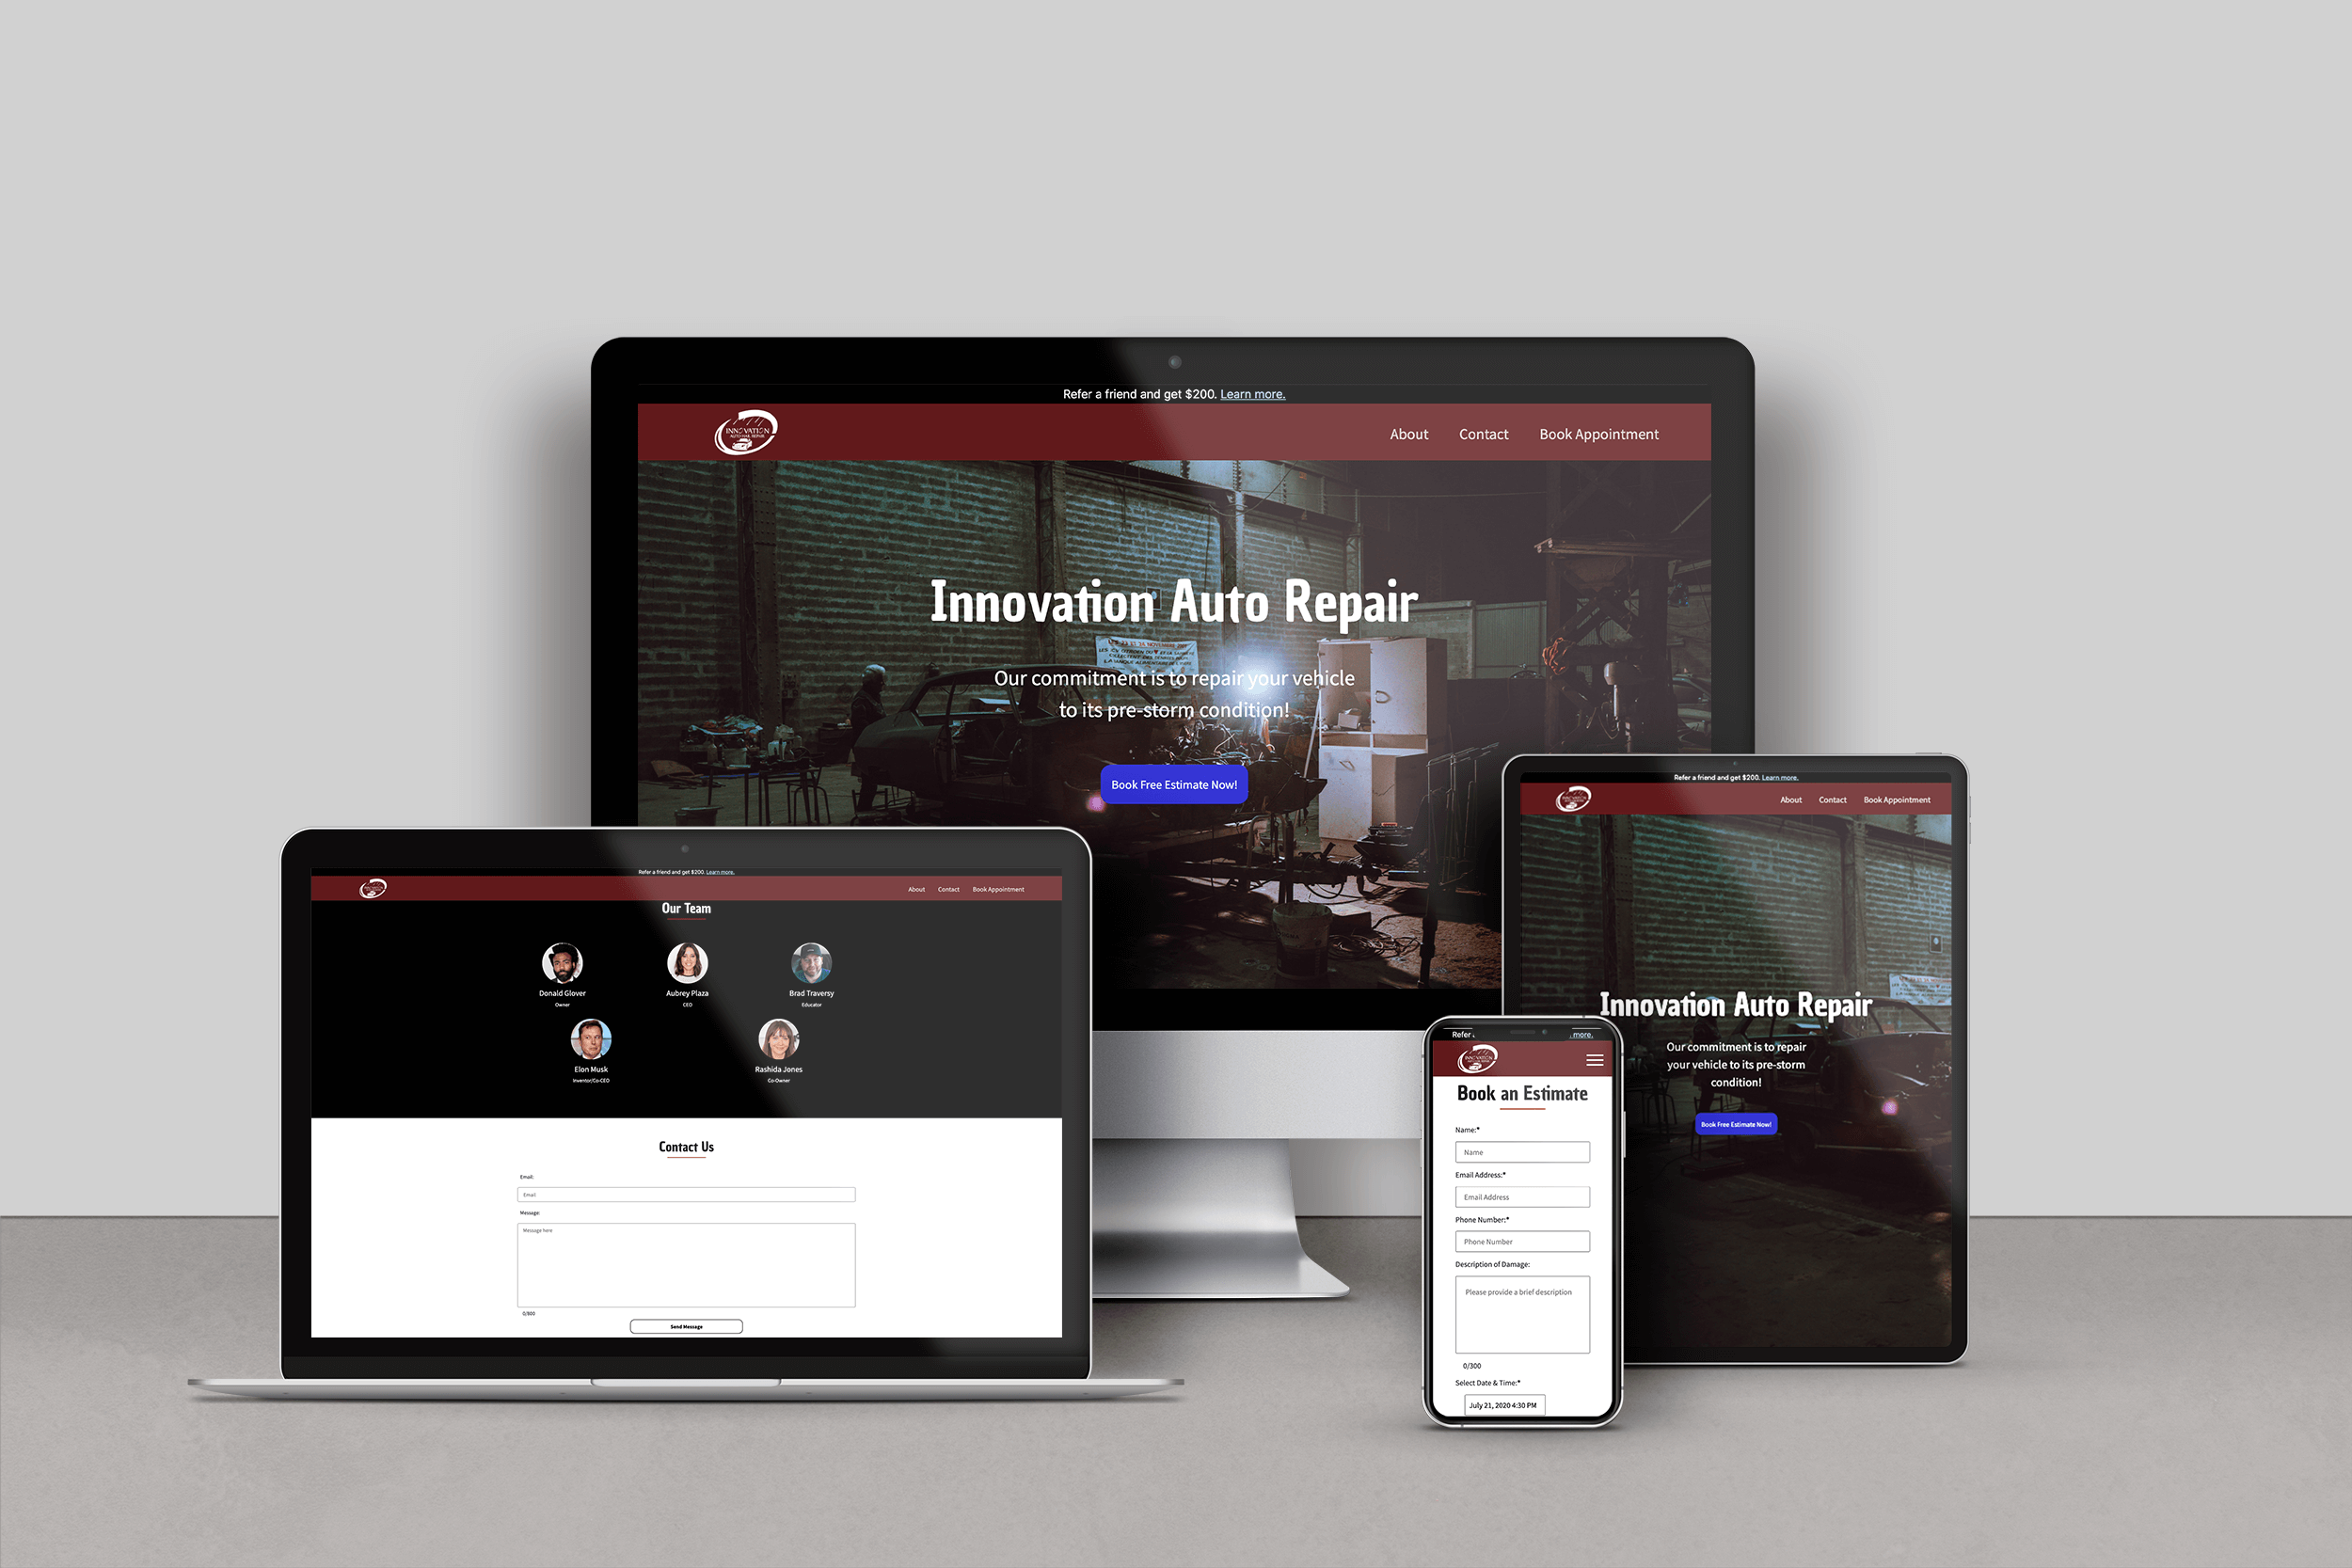 Refer a friend and get $200. Learn more.
INNOVATION
AUTO HAIL REPAIR
About Contact Book Appointment
Innovation Auto Repair
Our commitment is to repair your vehicle
to its pre-storm condition!
Book Free Estimate Now!
Refer a friend and get $200. Learn more.
About Contact Book Appointment
Our Team
Donald Glover
Owner
Aubrey Plaza
CEO
Brad Traversy
Educator
Elon Musk
Inventor/Co-CEO
Rashida Jones
Co-Owner
Contact Us
Email:
Email
Message:
Message here
0/800
Send Message
Refer a friend and get $200. Learn more.
About Contact Book Appointment
Innovation Auto Repair
Our commitment is to repair
your vehicle to its pre-storm
condition!
Book Free Estimate Now!
Refer more.
INNOVATION
Book an Estimate
Name:*
Name
Email Address:*
Email Address
Phone Number:*
Phone Number
Description of Damage:
Please provide a brief description
0/300
Select Date & Time:*
July 21, 2020 4:30 PM